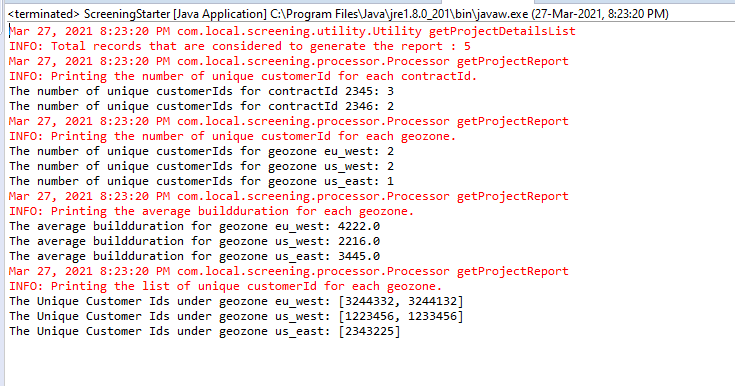 <terminated> ScreeningStarter [Java Application] C:\Program Files\Java\jre1.8.0_201\bin\javaw.exe (27-Mar-2021, 8:23:20 PM)
Mar 27, 2021 8:23:20 PM com.local.screening.utility.Utility getProjectDetailsList
INFO: Total records that are considered to generate the report : 5
Mar 27, 2021 8:23:20 PM com.local.screening.processor.Processor getProjectReport
INFO: Printing the number of unique customerId for each contractId.
The number of unique customerIds for contractId 2345: 3
The number of unique customerIds for contractId 2346: 2
Mar 27, 2021 8:23:20 PM com.local.screening.processor.Processor getProjectReport
INFO: Printing the number of unique customerId for each geozone.
The number of unique customerIds for geozone eu_west: 2
The number of unique customerIds for geozone us_west: 2
The number of unique customerIds for geozone us_east: 1
Mar 27, 2021 8:23:20 PM com.local.screening.processor.Processor getProjectReport
INFO: Printing the average buildduration for each geozone.
The average buildduration for geozone eu_west: 4222.0
The average buildduration for geozone us_west: 2216.0
The average buildduration for geozone us_east: 3445.0
Mar 27, 2021 8:23:20 PM com.local.screening.processor.Processor getProjectReport
INFO: Printing the list of unique customerId for each geozone.
The Unique Customer Ids under geozone eu_west: [3244332, 3244132]
The Unique Customer Ids under geozone us_west: [1223456, 1233456]
The Unique Customer Ids under geozone us_east: [2343225]